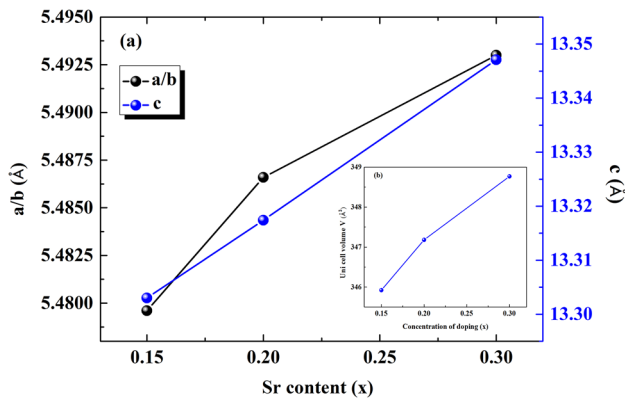 (a)
a/b
c
5.4950
5.4925
5.4900
5.4875
5.4850
5.4825
5.4800
a/b (Å)
13.35
13.34
13.33
13.32
13.31
13.30
c (Å)
0.15
0.20
0.25
0.30
Sr content (x)
(b)
349
348
347
346
Uni cell volume V (Å³)
0.15
0.20
0.25
0.30
Concentration of doping (x)